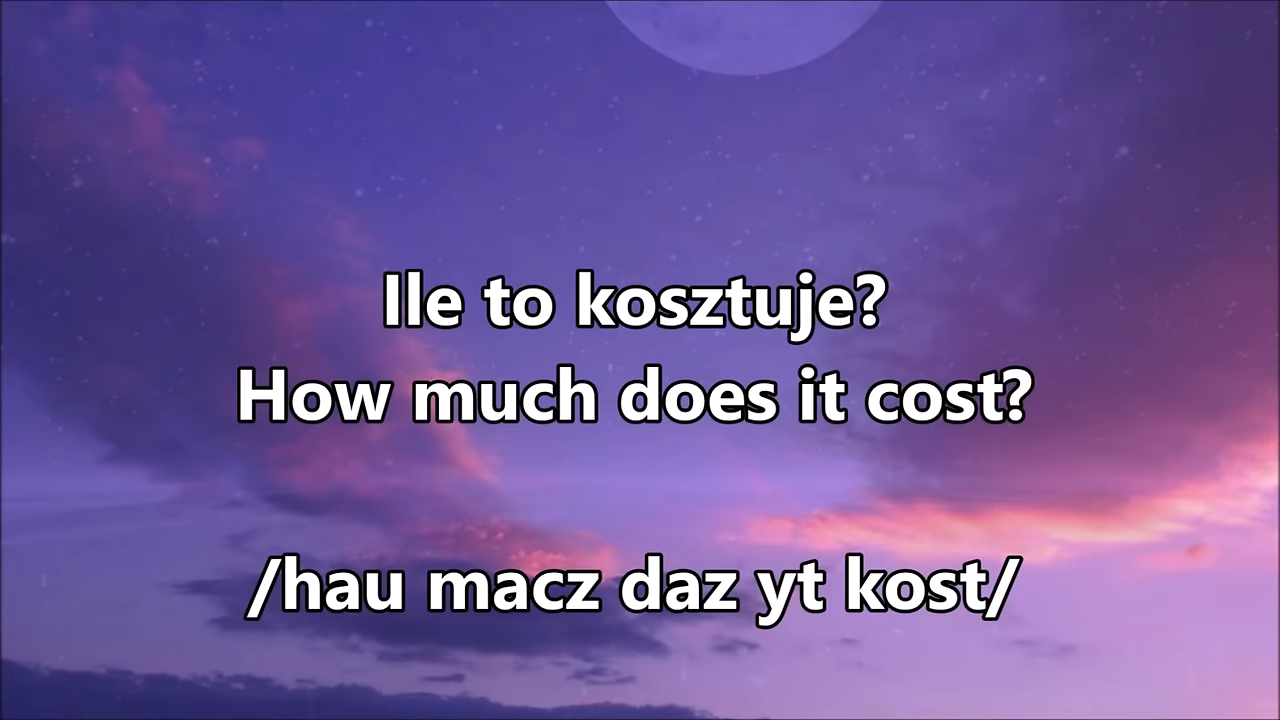 Ile to kosztuje?
How much does it cost?
/hau macz daz yt kost/